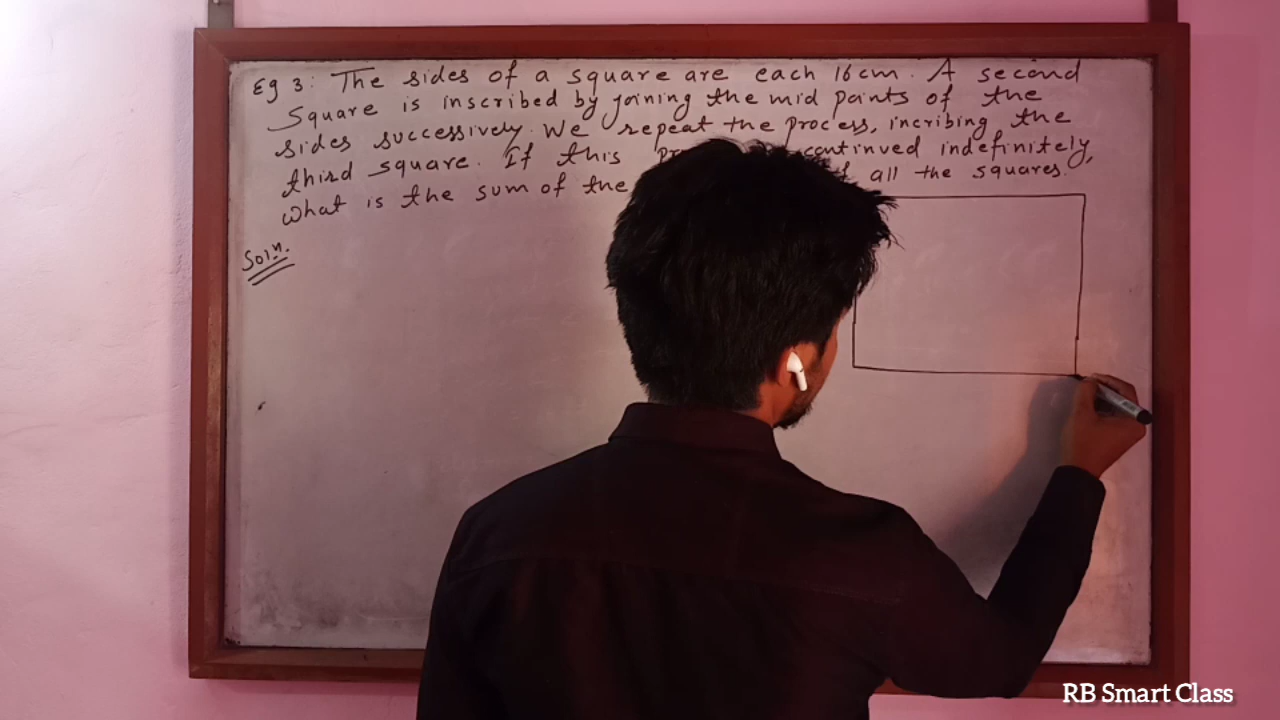 Eg 3: The sides of a square are each 16cm. A second
Square is inscribed by joining the mid points of the
sides successively. We repeat the process, incribing the
third square. If this continued indefinitely,
what is the sum of the all the squares.
Soln.
RB Smart Class